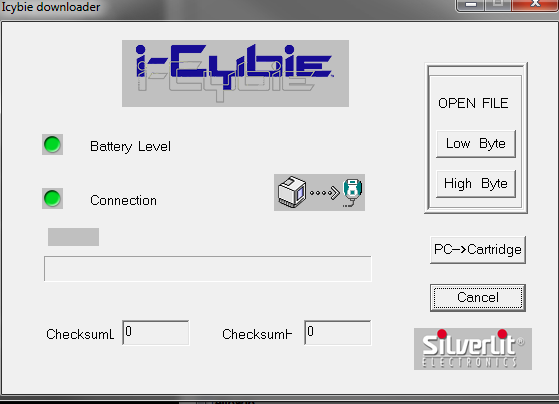 Icybie downloader
i-Cybie
OPEN FILE
Low Byte
Battery Level
High Byte
Connection
PC->Cartridge
Cancel
ChecksumL 0
ChecksumH 0
SiLverLit®
ELECTRONICS